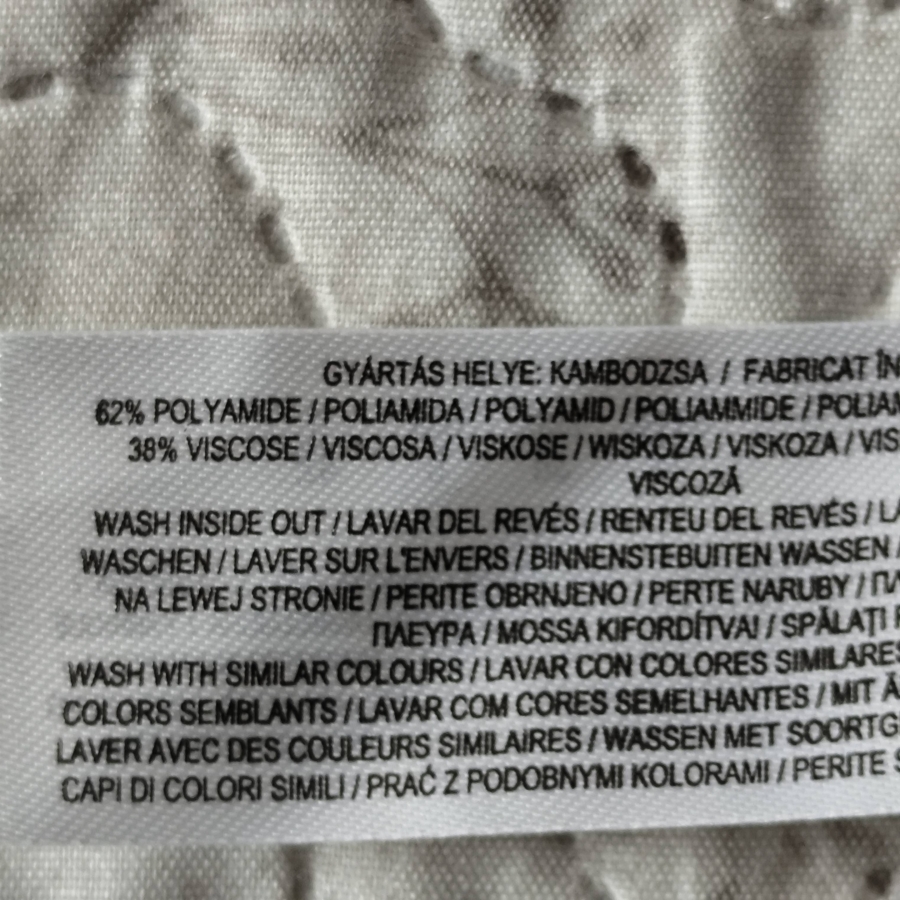 GYÁRTÁS HELYE: KAMBODZSA / FABRICAT ÎN
62% POLYAMIDE / POLIAMIDA / POLYAMID / POLIAMMIDE /
38% VISCOSE / VISCOSA / VISKOSE / WISKOZA / VISKOZA /
VISCOZĂ
WASH INSIDE OUT / LAVAR DEL REVÉS / RENTEU DEL REVÉS /
WASCHEN / LAVER SUR L'ENVERS / BINNENSTEBUITEN WASSEN /
NA LEWEJ STRONIE / PERITE OBRNJENO / PERTE NARUBY /
ΠΛΕΥΡΑ / MOSSA KIFORDÍTVA! / SPĂLAȚI
WASH WITH SIMILAR COLOURS / LAVAR CON COLORES SIMILARES
COLORS SEMBLANTS / LAVAR COM CORES SEMELHANTES / MIT
LAVER AVEC DES COULEURS SIMILAIRES / WASSEN MET
CAPI DI COLORI SIMILI / PRAĆ Z PODOBNYMI KOLORAMI / PERITE